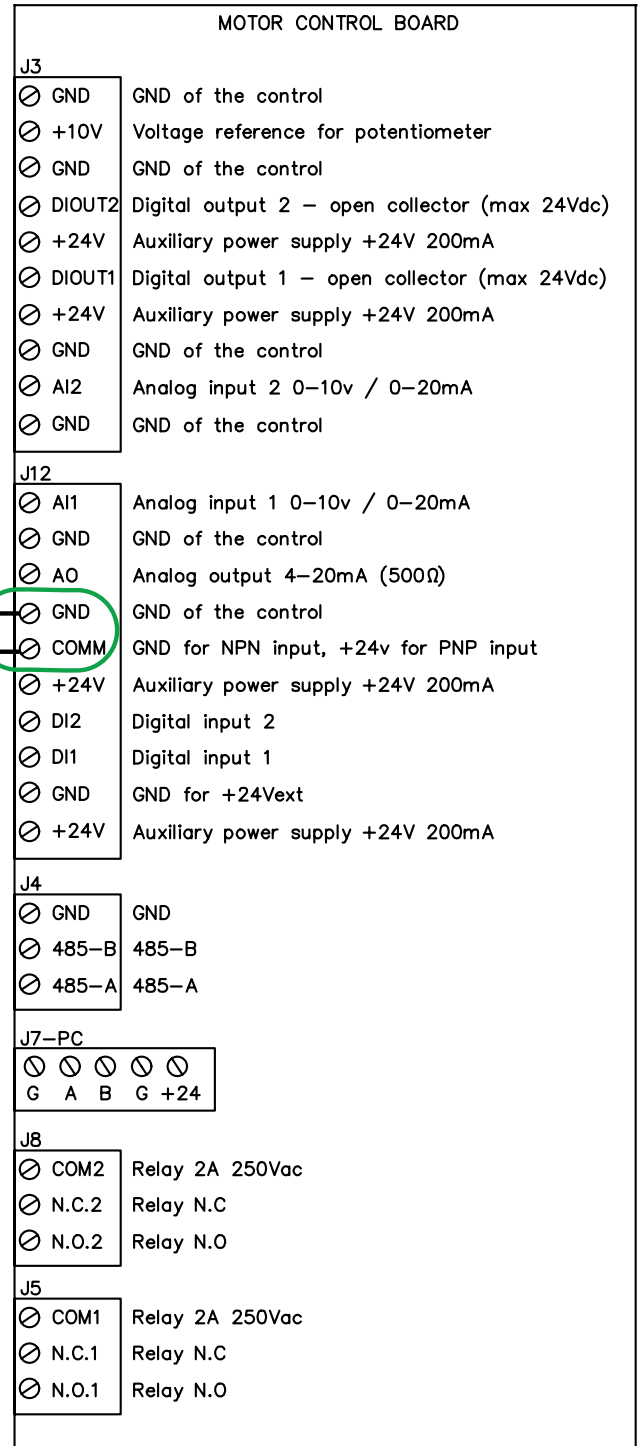 MOTOR CONTROL BOARD
J3
GND GND of the control
+10V Voltage reference for potentiometer
GND GND of the control
DIOUT2 Digital output 2 – open collector (max 24Vdc)
+24V Auxiliary power supply +24V 200mA
DIOUT1 Digital output 1 – open collector (max 24Vdc)
+24V Auxiliary power supply +24V 200mA
GND GND of the control
AI2 Analog input 2 0–10v / 0–20mA
GND GND of the control
J12
AI1 Analog input 1 0–10v / 0–20mA
GND GND of the control
AO Analog output 4–20mA (500Ω)
GND GND of the control
COMM GND for NPN input, +24v for PNP input
+24V Auxiliary power supply +24V 200mA
DI2 Digital input 2
DI1 Digital input 1
GND GND for +24Vext
+24V Auxiliary power supply +24V 200mA
J4
GND GND
485–B 485–B
485–A 485–A
J7–PC
G A B G +24
J8
COM2 Relay 2A 250Vac
N.C.2 Relay N.C
N.O.2 Relay N.O
J5
COM1 Relay 2A 250Vac
N.C.1 Relay N.C
N.O.1 Relay N.O